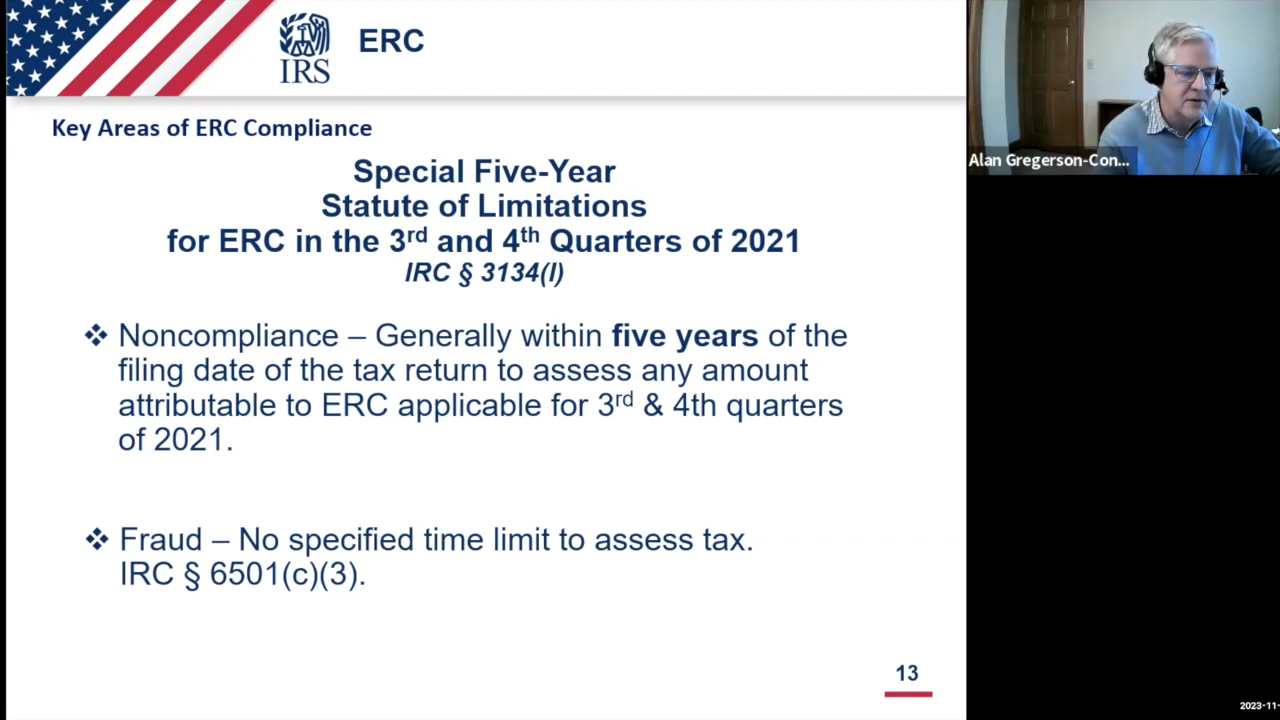 IRS
ERC
Key Areas of ERC Compliance
Special Five-Year
Statute of Limitations
for ERC in the 3rd and 4th Quarters of 2021
IRC § 3134(l)
❖ Noncompliance – Generally within five years of the
filing date of the tax return to assess any amount
attributable to ERC applicable for 3rd & 4th quarters
of 2021.
❖ Fraud – No specified time limit to assess tax.
IRC § 6501(c)(3).
13
Alan Gregerson-Con...
2023-11-